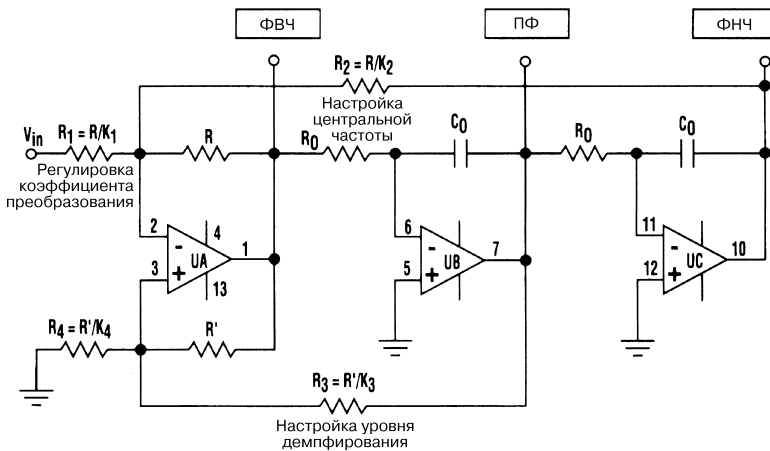 ФВЧ
ПФ
ФНЧ
R2 = R/K2
Настройка
центральной
частоты
Vin
R1 = R/K1
R
R0
C0
R0
C0
Регулировка
коэффициента
преобразования
2
4
-
UA
1
3
+
13
6
-
UB
7
5
+
11
-
UC
10
12
+
R4 = R'/K4
R'
R3 = R'/K3
Настройка уровня
демпфирования